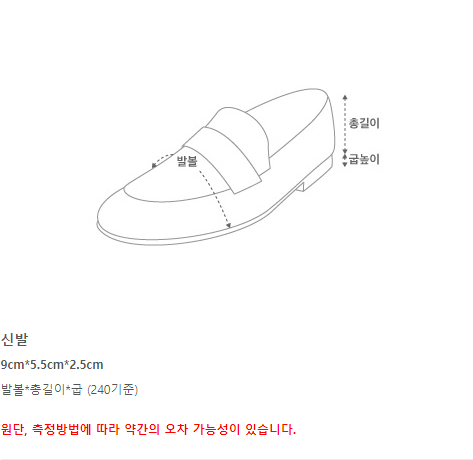 총길이
굽높이
발볼
신발
9cm*5.5cm*2.5cm
발볼*총길이*굽 (240기준)
원단, 측정방법에 따라 약간의 오차 가능성이 있습니다.